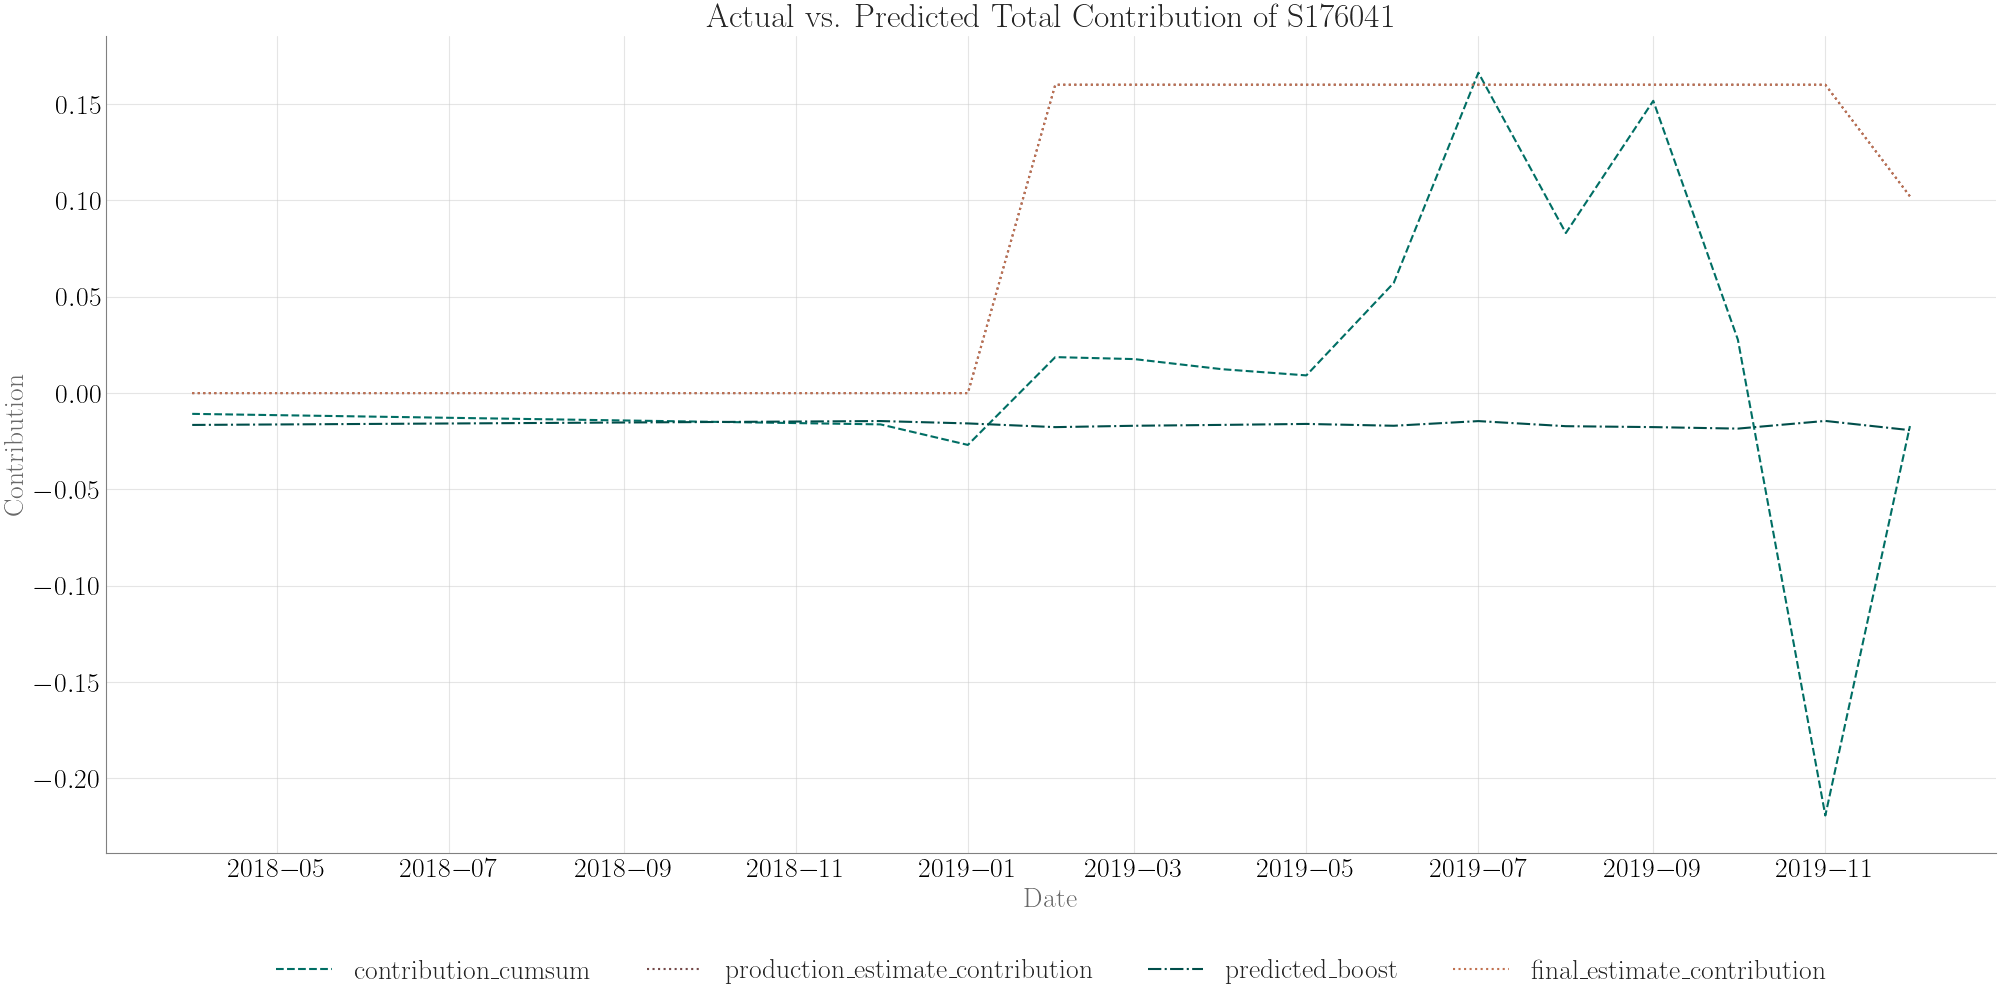 Actual vs. Predicted Total Contribution of S176041
Contribution
0.15
0.10
0.05
0.00
−0.05
−0.10
−0.15
−0.20
2018−05 2018−07 2018−09 2018−11 2019−01 2019−03 2019−05 2019−07 2019−09 2019−11
Date
contribution_cumsum production_estimate_contribution predicted_boost final_estimate_contribution